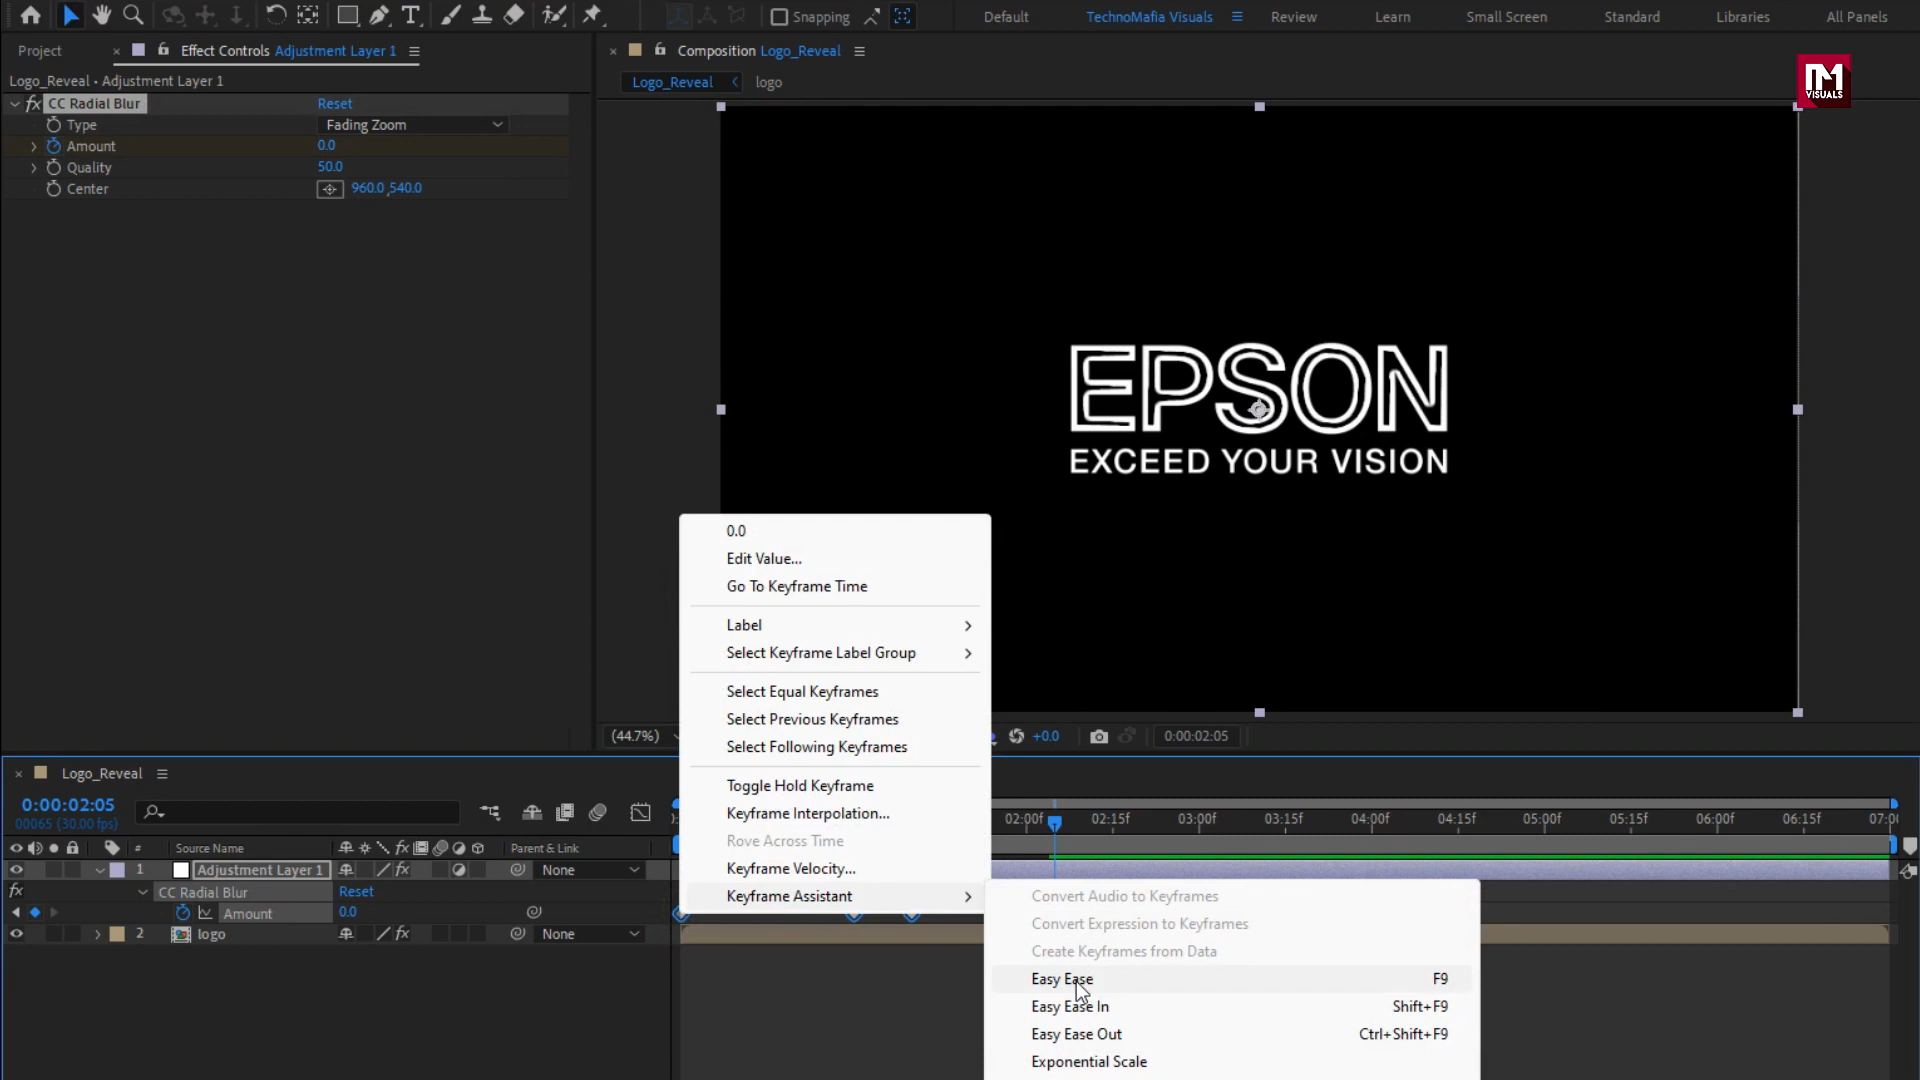 Snapping
Default
TechnoMafia Visuals
Review
Learn
Small Screen
Standard
Libraries
All Panels
Project
Effect Controls Adjustment Layer 1
Composition Logo_Reveal
Logo_Reveal • Adjustment Layer 1
Logo_Reveal
logo
VISUALS
fx CC Radial Blur Reset
Type Fading Zoom
Amount 0.0
Quality 50.0
Center 960.0,540.0
EPSON
EXCEED YOUR VISION
0.0
Edit Value...
Go To Keyframe Time
Label
Select Keyframe Label Group
Select Equal Keyframes
Select Previous Keyframes
Select Following Keyframes
Toggle Hold Keyframe
Keyframe Interpolation...
Rove Across Time
Keyframe Velocity...
Keyframe Assistant
(44.7%)
+0.0
0:00:02:05
Logo_Reveal
0:00:02:05
00065 (30.00 fps)
02:00f 02:15f 03:00f 03:15f 04:00f 04:15f 05:00f 05:15f 06:00f 06:15f 07:00
# Source Name fx Parent & Link
1 Adjustment Layer 1 fx None
fx CC Radial Blur Reset
Amount 0.0
2 logo fx None
Convert Audio to Keyframes
Convert Expression to Keyframes
Create Keyframes from Data
Easy Ease F9
Easy Ease In Shift+F9
Easy Ease Out Ctrl+Shift+F9
Exponential Scale